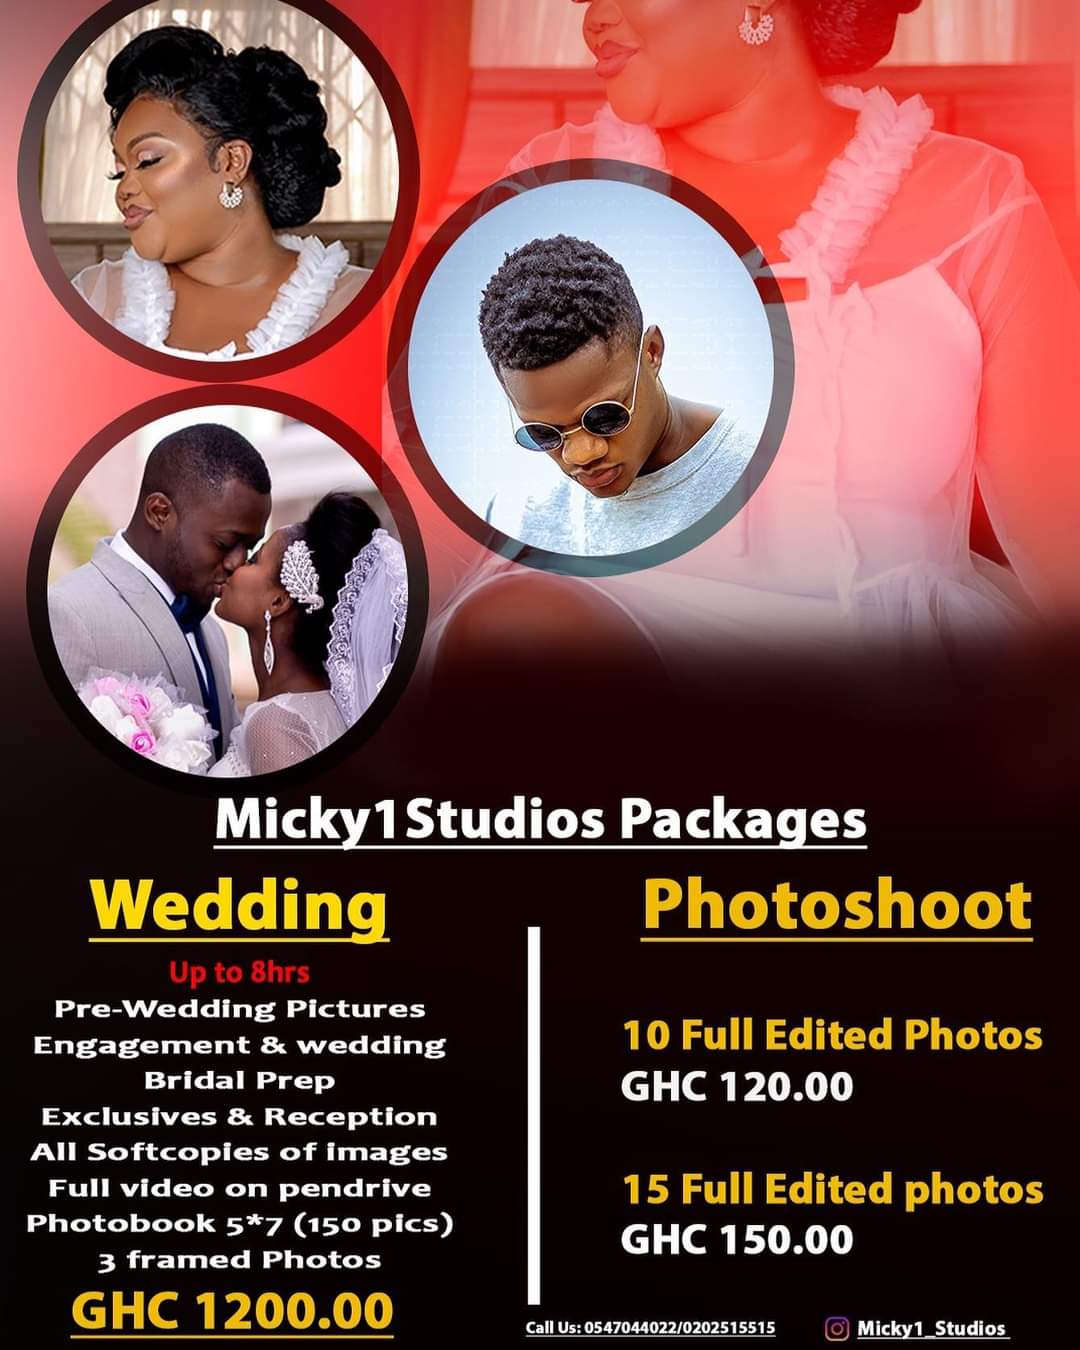 Micky1Studios Packages
Wedding
Up to 8hrs
Pre-Wedding Pictures
Engagement & wedding
Bridal Prep
Exclusives & Reception
All Softcopies of images
Full video on pendrive
Photobook 5*7 (150 pics)
3 framed Photos
GHC 1200.00
Photoshoot
10 Full Edited Photos
GHC 120.00
15 Full Edited photos
GHC 150.00
Call Us: 0547044022/0202515515
Micky1_Studios